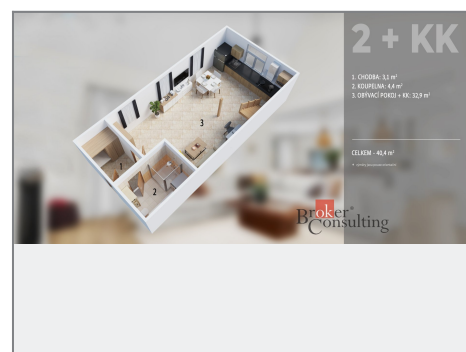 2 + KK
1. CHODBA: 3,1 m²
2. KOUPELNA: 4,4 m²
3. OBÝVACÍ POKOJ + KK: 32,9 m²
CELKEM - 40,4 m²
3
1
2
Broker®
Consulting